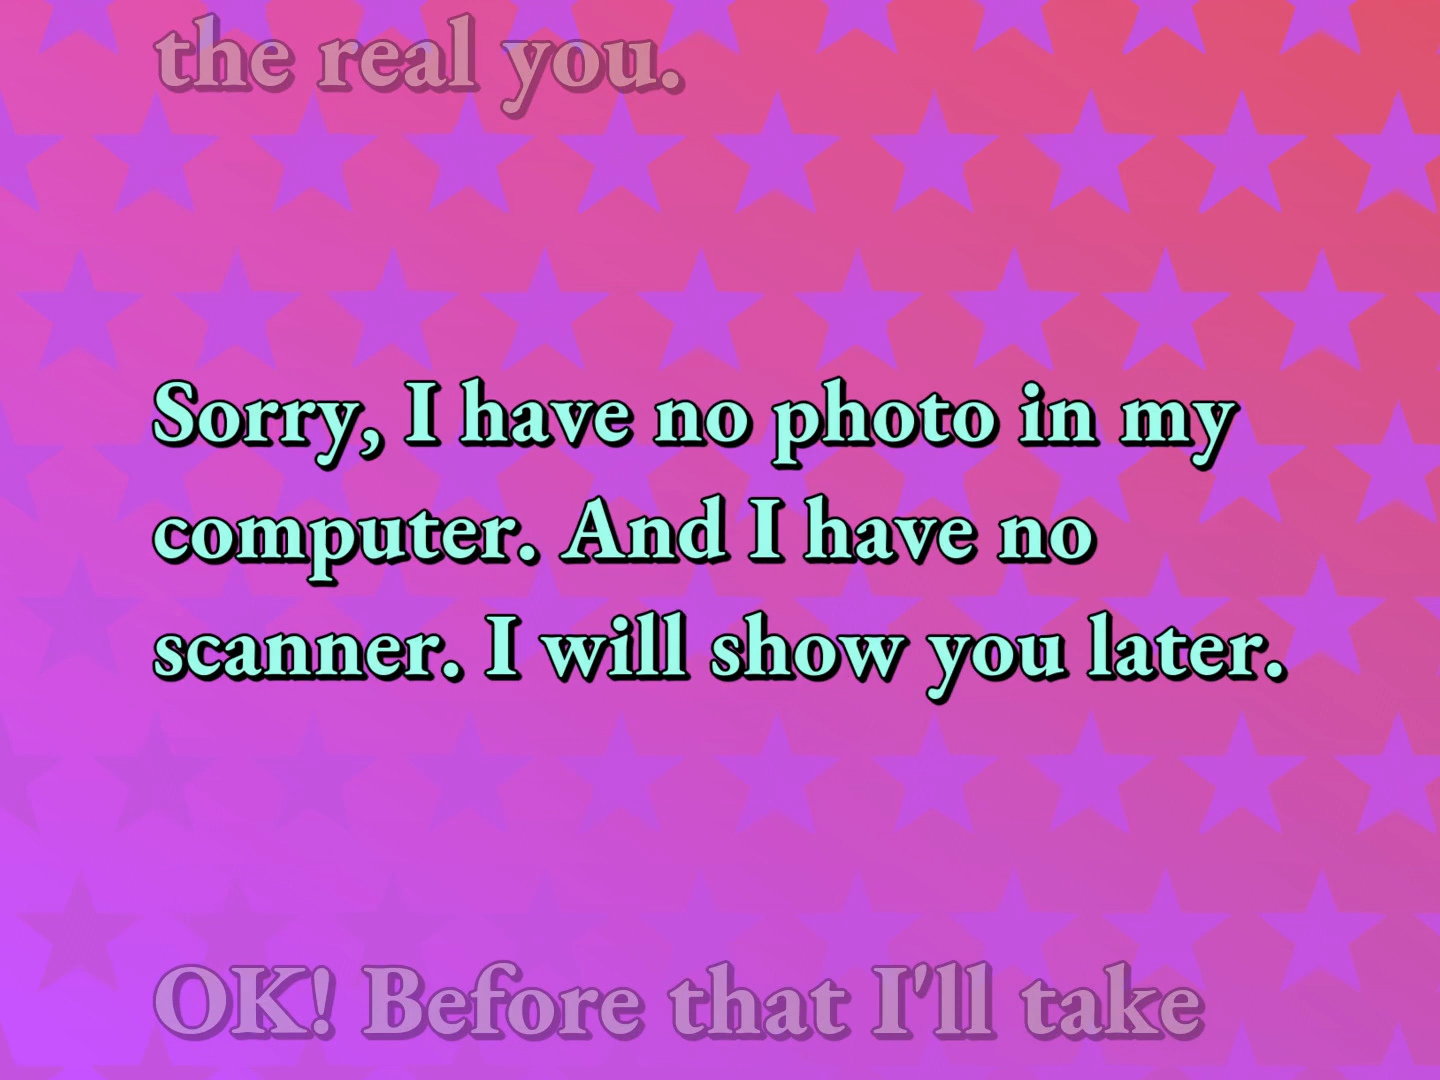 the real you.
Sorry, I have no photo in my
computer. And I have no
scanner. I will show you later.
OK! Before that I'll take